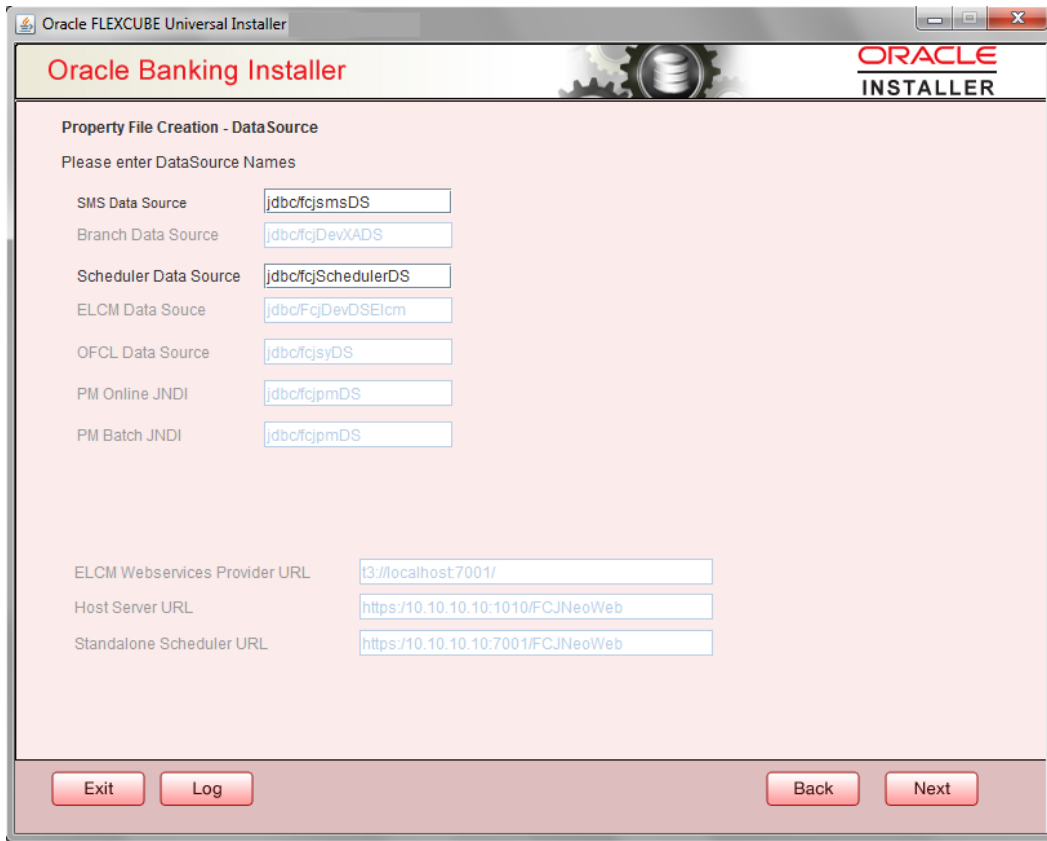 Oracle FLEXCUBE Universal Installer
Oracle Banking Installer
ORACLE
INSTALLER
Property File Creation - DataSource
Please enter DataSource Names
SMS Data Source jdbc/fcjsmsDS
Branch Data Source jdbc/fcjDevXADS
Scheduler Data Source jdbc/fcjSchedulerDS
ELCM Data Souce jdbc/FcjDevDSElcm
OFCL Data Source jdbc/fcjsyDS
PM Online JNDI jdbc/fcjpmDS
PM Batch JNDI jdbc/fcjpmDS
ELCM Webservices Provider URL t3://localhost:7001/
Host Server URL https:/10.10.10.10:1010/FCJNeoWeb
Standalone Scheduler URL https:/10.10.10.10:7001/FCJNeoWeb
Exit Log Back Next